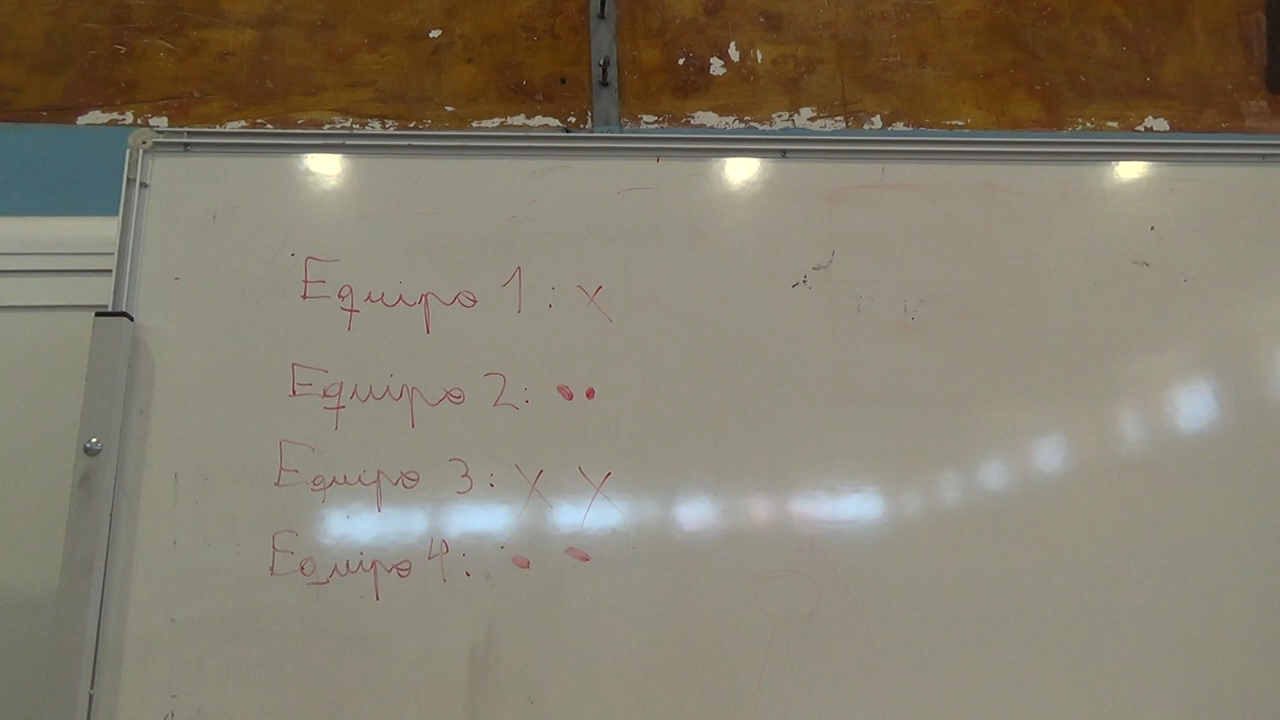 Equipo 1: X
Equipo 2: ••
Equipo 3: X X
Equipo 4: • •